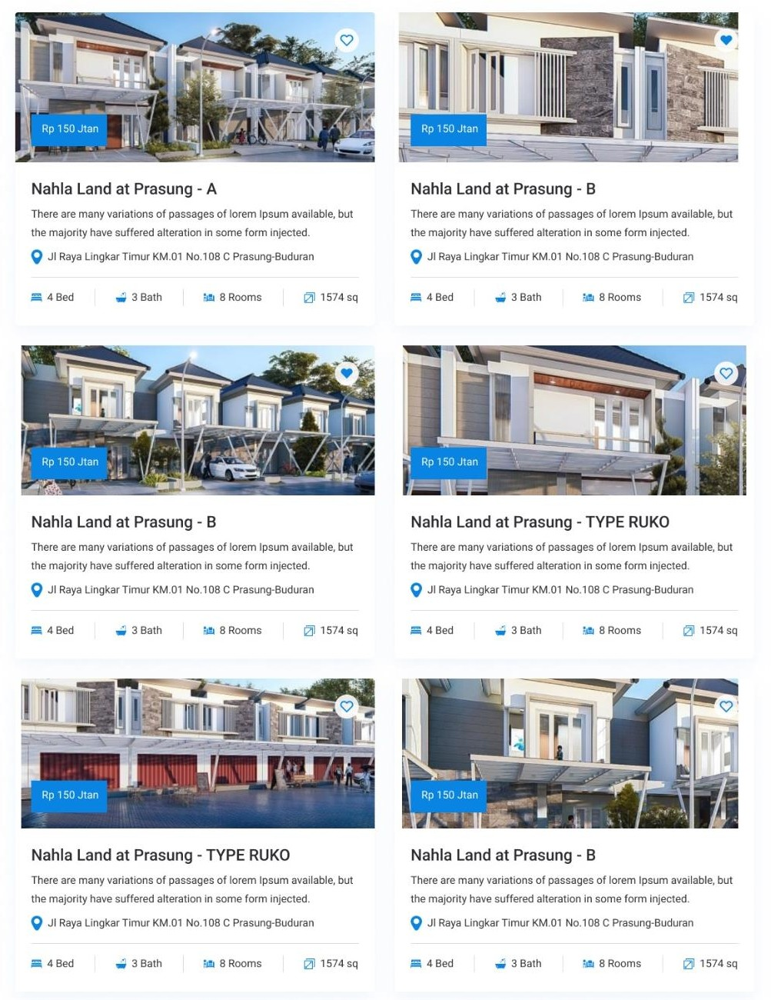 Rp 150 Jtan
Nahla Land at Prasung - A
There are many variations of passages of lorem Ipsum available, but
the majority have suffered alteration in some form injected.
Jl Raya Lingkar Timur KM.01 No.108 C Prasung-Buduran
4 Bed
3 Bath
8 Rooms
1574 sq
Rp 150 Jtan
Nahla Land at Prasung - B
There are many variations of passages of lorem Ipsum available, but
the majority have suffered alteration in some form injected.
Jl Raya Lingkar Timur KM.01 No.108 C Prasung-Buduran
4 Bed
3 Bath
8 Rooms
1574 sq
Rp 150 Jtan
Nahla Land at Prasung - B
There are many variations of passages of lorem Ipsum available, but
the majority have suffered alteration in some form injected.
Jl Raya Lingkar Timur KM.01 No.108 C Prasung-Buduran
4 Bed
3 Bath
8 Rooms
1574 sq
Rp 150 Jtan
Nahla Land at Prasung - TYPE RUKO
There are many variations of passages of lorem Ipsum available, but
the majority have suffered alteration in some form injected.
Jl Raya Lingkar Timur KM.01 No.108 C Prasung-Buduran
4 Bed
3 Bath
8 Rooms
1574 sq
Rp 150 Jtan
Nahla Land at Prasung - TYPE RUKO
There are many variations of passages of lorem Ipsum available, but
the majority have suffered alteration in some form injected.
Jl Raya Lingkar Timur KM.01 No.108 C Prasung-Buduran
4 Bed
3 Bath
8 Rooms
1574 sq
Rp 150 Jtan
Nahla Land at Prasung - B
There are many variations of passages of lorem Ipsum available, but
the majority have suffered alteration in some form injected.
Jl Raya Lingkar Timur KM.01 No.108 C Prasung-Buduran
4 Bed
3 Bath
8 Rooms
1574 sq